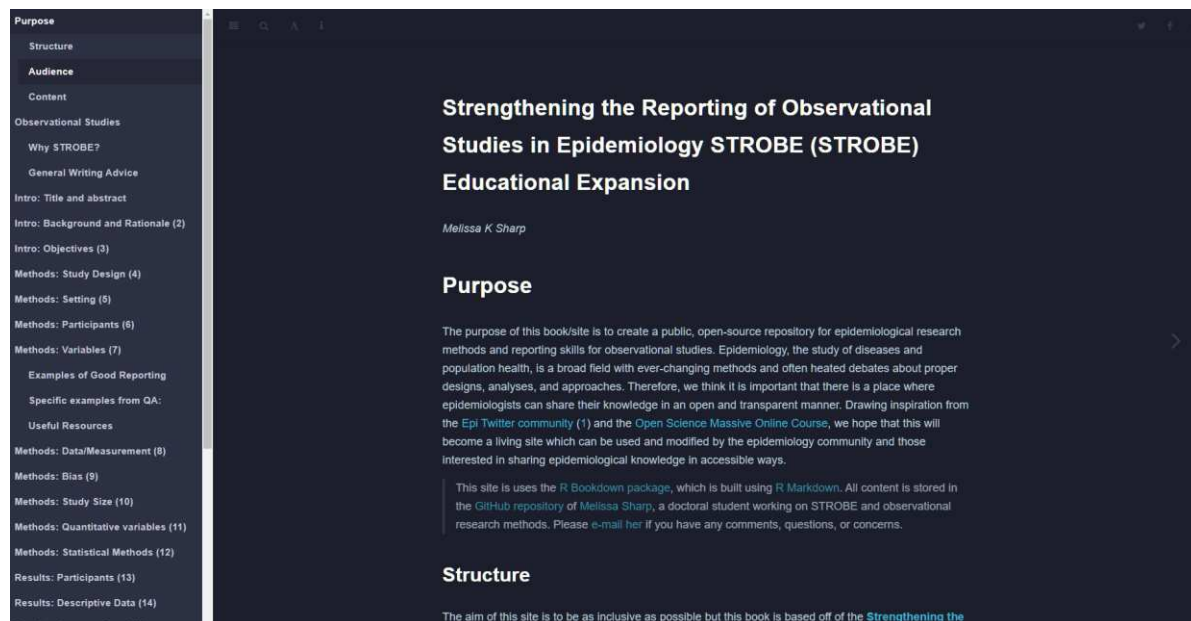 Purpose
Structure
Audience
Content
Observational Studies
Why STROBE?
General Writing Advice
Intro: Title and abstract
Intro: Background and Rationale (2)
Intro: Objectives (3)
Methods: Study Design (4)
Methods: Setting (5)
Methods: Participants (6)
Methods: Variables (7)
Examples of Good Reporting
Specific examples from QA:
Useful Resources
Methods: Data/Measurement (8)
Methods: Bias (9)
Methods: Study Size (10)
Methods: Quantitative variables (11)
Methods: Statistical Methods (12)
Results: Participants (13)
Results: Descriptive Data (14)
Strengthening the Reporting of Observational
Studies in Epidemiology STROBE (STROBE)
Educational Expansion
Melissa K Sharp
Purpose
The purpose of this book/site is to create a public, open-source repository for epidemiological research
methods and reporting skills for observational studies. Epidemiology, the study of diseases and
population health, is a broad field with ever-changing methods and often heated debates about proper
designs, analyses, and approaches. Therefore, we think it is important that there is a place where
epidemiologists can share their knowledge in an open and transparent manner. Drawing inspiration from
the Epi Twitter community (1) and the Open Science Massive Online Course, we hope that this will
become a living site which can be used and modified by the epidemiology community and those
interested in sharing epidemiological knowledge in accessible ways.
This site is uses the R Bookdown package, which is built using R Markdown. All content is stored in
the GitHub repository of Melissa Sharp, a doctoral student working on STROBE and observational
research methods. Please e-mail her if you have any comments, questions, or concerns.
Structure
The aim of this site is to be as inclusive as possible but this book is based off of the Strengthening the